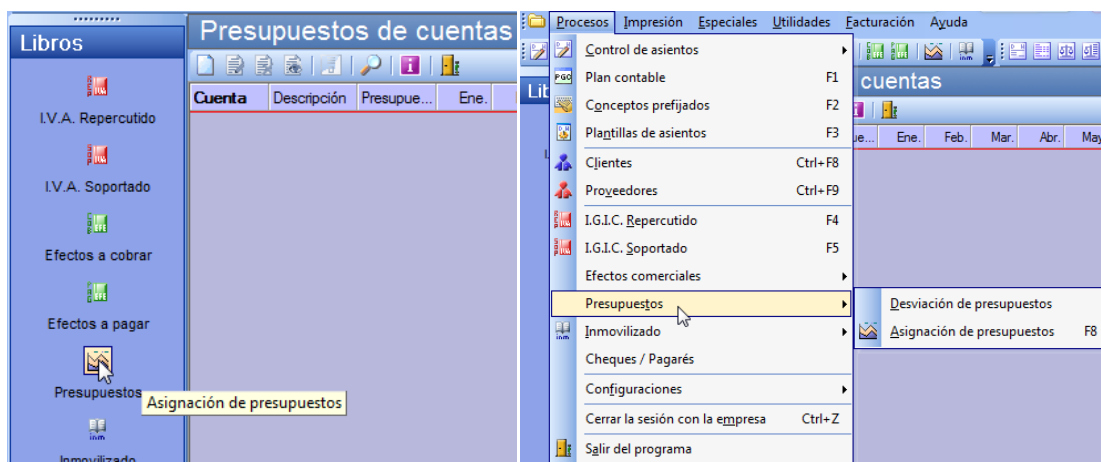 Libros
I.V.A. Repercutido
I.V.A. Soportado
Efectos a cobrar
Efectos a pagar
Presupuestos
Asignación de presupuestos
inm
Inmovilizado
Presupuestos de cuentas
Cuenta Descripción Presupue... Ene.
Procesos Impresión Especiales Utilidades Facturación Ayuda
Control de asientos
PGC Plan contable F1
Conceptos prefijados F2
Plantillas de asientos F3
Clientes Ctrl+F8
Proveedores Ctrl+F9
I.G.I.C. Repercutido F4
I.G.I.C. Soportado F5
Efectos comerciales
Presupuestos
Inmovilizado
Cheques / Pagarés
Configuraciones
Cerrar la sesión con la empresa Ctrl+Z
Salir del programa
Desviación de presupuestos
Asignación de presupuestos F8
cuentas
ue... Ene. Feb. Mar. Abr. May